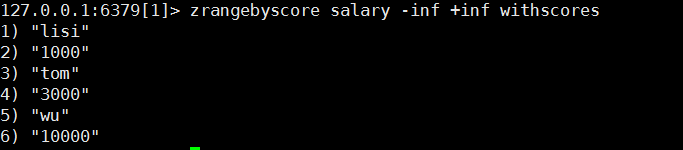 127.0.0.1:6379[1]> zrangebyscore salary -inf +inf withscores
1) "lisi"
2) "1000"
3) "tom"
4) "3000"
5) "wu"
6) "10000"